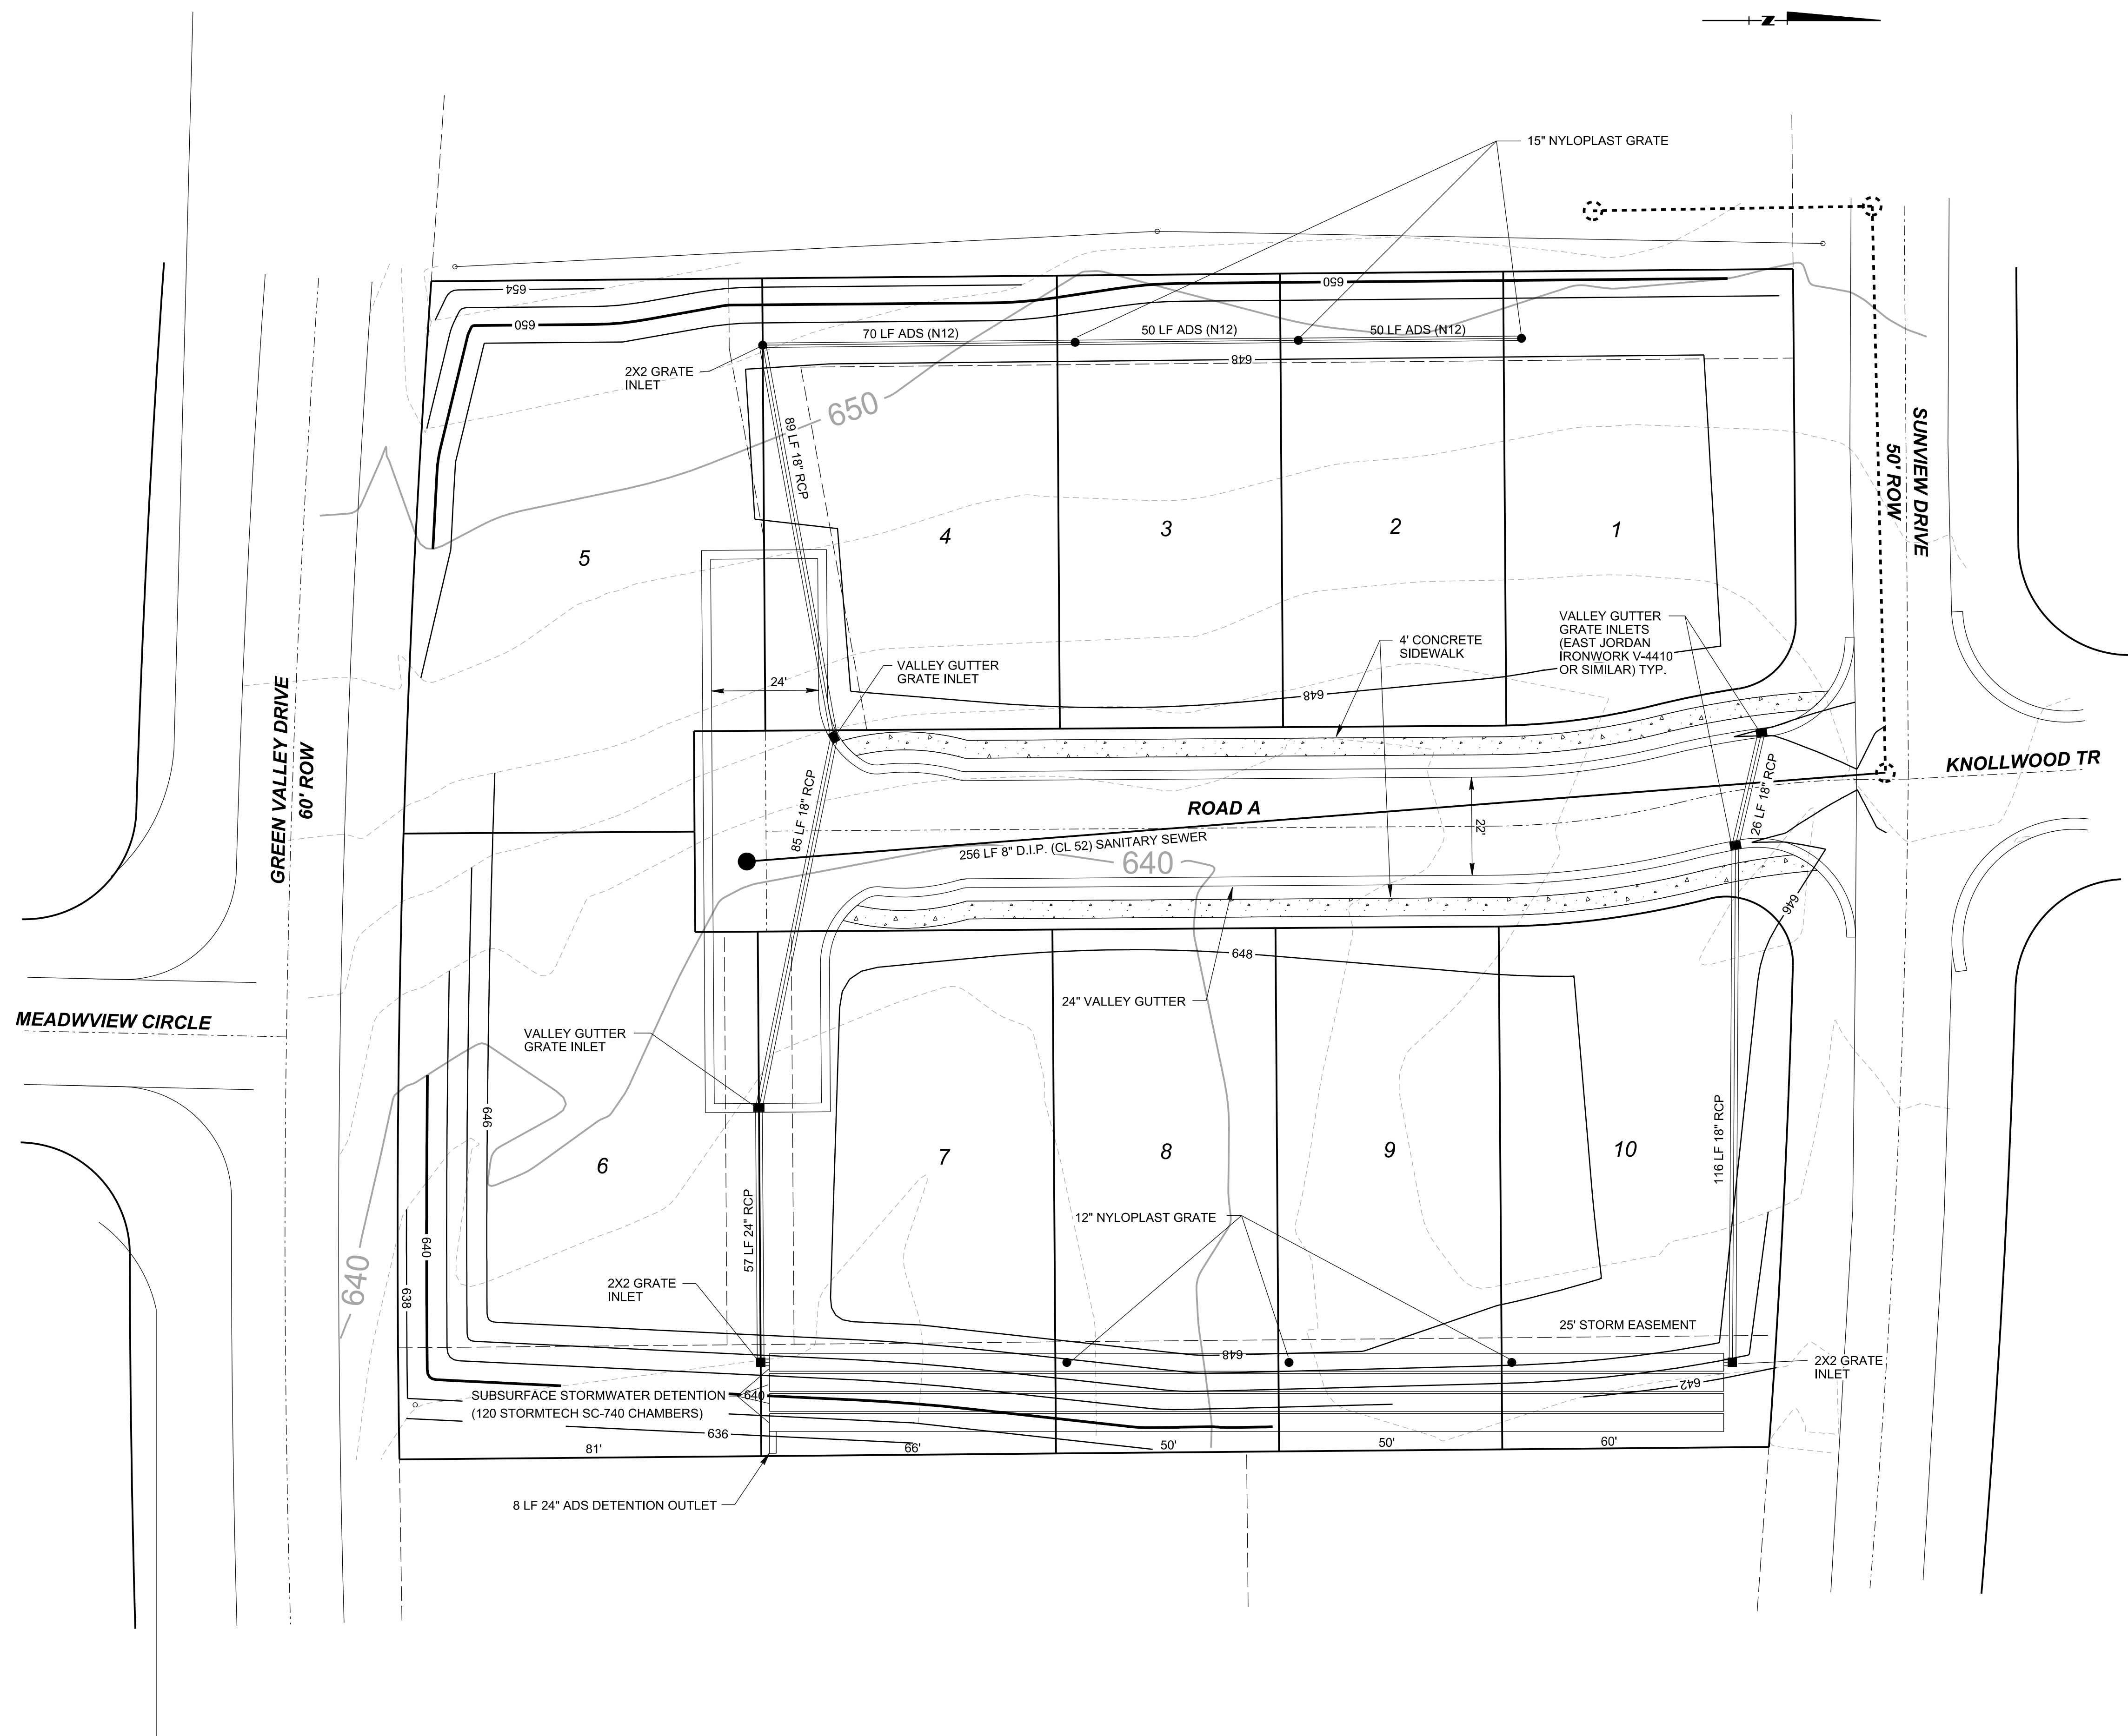 N
15" NYLOPLAST GRATE
654
650
650
70 LF ADS (N12)
50 LF ADS (N12)
50 LF ADS (N12)
648
2X2 GRATE
INLET
650
89 LF 18" RCP
SUNVIEW DRIVE
50' ROW
5
4
3
2
1
VALLEY GUTTER
GRATE INLETS
(EAST JORDAN
IRONWORK V-4410
OR SIMILAR) TYP.
4' CONCRETE
SIDEWALK
VALLEY GUTTER
GRATE INLET
24'
648
GREEN VALLEY DRIVE
60' ROW
KNOLLWOOD TR
85 LF 18" RCP
ROAD A
22'
26 LF 18" RCP
256 LF 8" D.I.P. (CL 52) SANITARY SEWER
640
646
648
24" VALLEY GUTTER
MEADWVIEW CIRCLE
VALLEY GUTTER
GRATE INLET
646
6
7
8
9
10
116 LF 18" RCP
57 LF 24" RCP
12" NYLOPLAST GRATE
640
640
638
2X2 GRATE
INLET
25' STORM EASEMENT
648
2X2 GRATE
INLET
642
SUBSURFACE STORMWATER DETENTION
640
(120 STORMTECH SC-740 CHAMBERS)
636
81'
66'
50'
50'
60'
8 LF 24" ADS DETENTION OUTLET